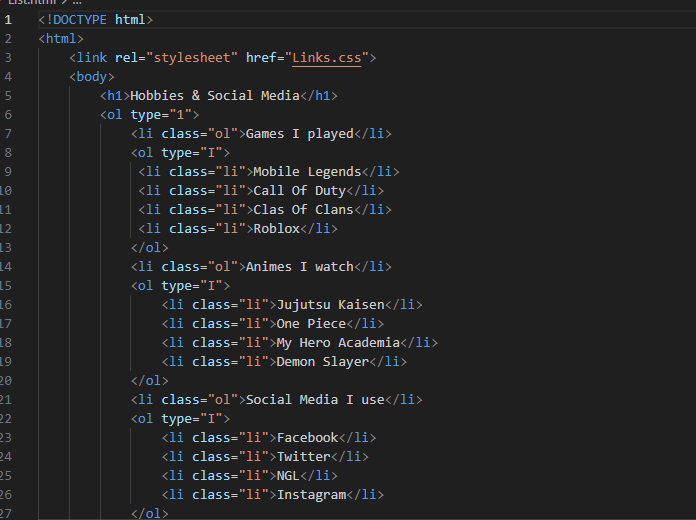 List.html > ...
1 <!DOCTYPE html>
2 <html>
3 <link rel="stylesheet" href="Links.css">
4 <body>
5 <h1>Hobbies & Social Media</h1>
6 <ol type="1">
7 <li class="ol">Games I played</li>
8 <ol type="I">
9 <li class="li">Mobile Legends</li>
10 <li class="li">Call Of Duty</li>
11 <li class="li">Clas Of Clans</li>
12 <li class="li">Roblox</li>
13 </ol>
14 <li class="ol">Animes I watch</li>
15 <ol type="I">
16 <li class="li">Jujutsu Kaisen</li>
17 <li class="li">One Piece</li>
18 <li class="li">My Hero Academia</li>
19 <li class="li">Demon Slayer</li>
20 </ol>
21 <li class="ol">Social Media I use</li>
22 <ol type="I">
23 <li class="li">Facebook</li>
24 <li class="li">Twitter</li>
25 <li class="li">NGL</li>
26 <li class="li">Instagram</li>
27 </ol>